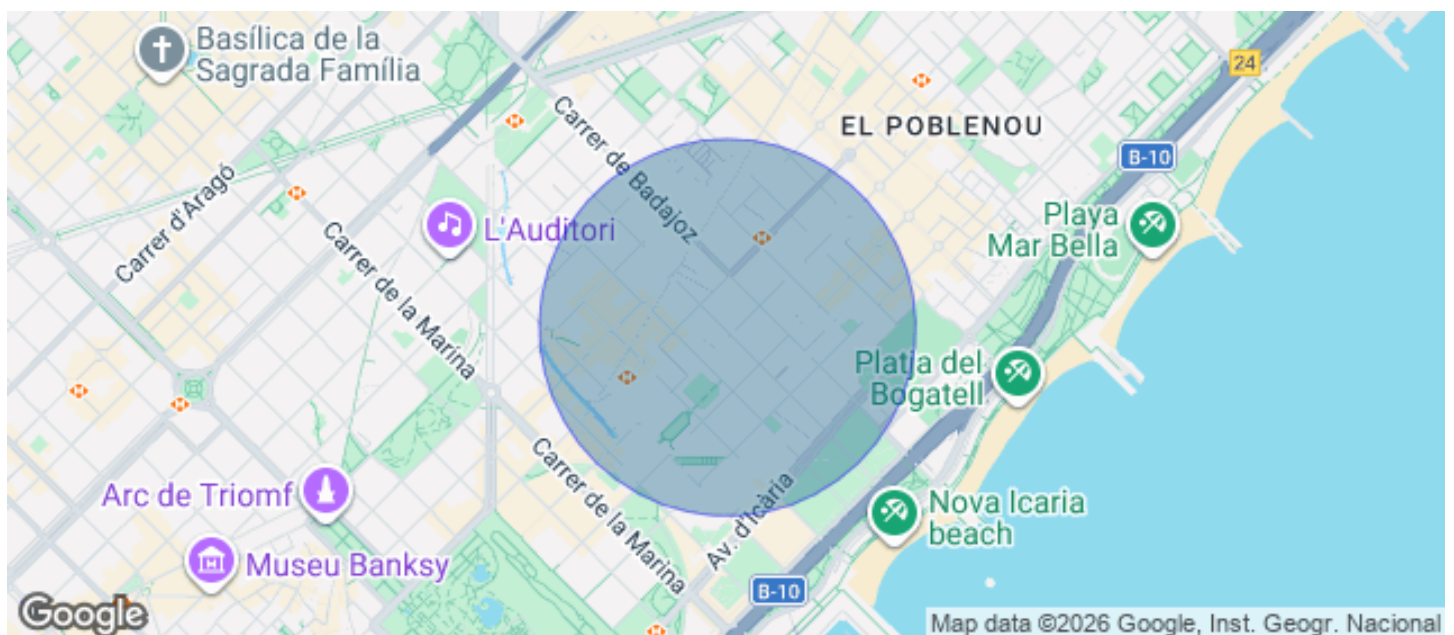 Basílica de la
Sagrada Família
24
EL POBLENOU
B-10
Carrer de Badajoz
Carrer d'Aragó
L'Auditori
Playa
Mar Bella
Carrer de la Marina
Platja del
Bogatell
Arc de Triomf
Carrer de la Marina
Av. d'Icària
Nova Icaria
beach
Museu Banksy
B-10
Google
Map data ©2026 Google, Inst. Geogr. Nacional